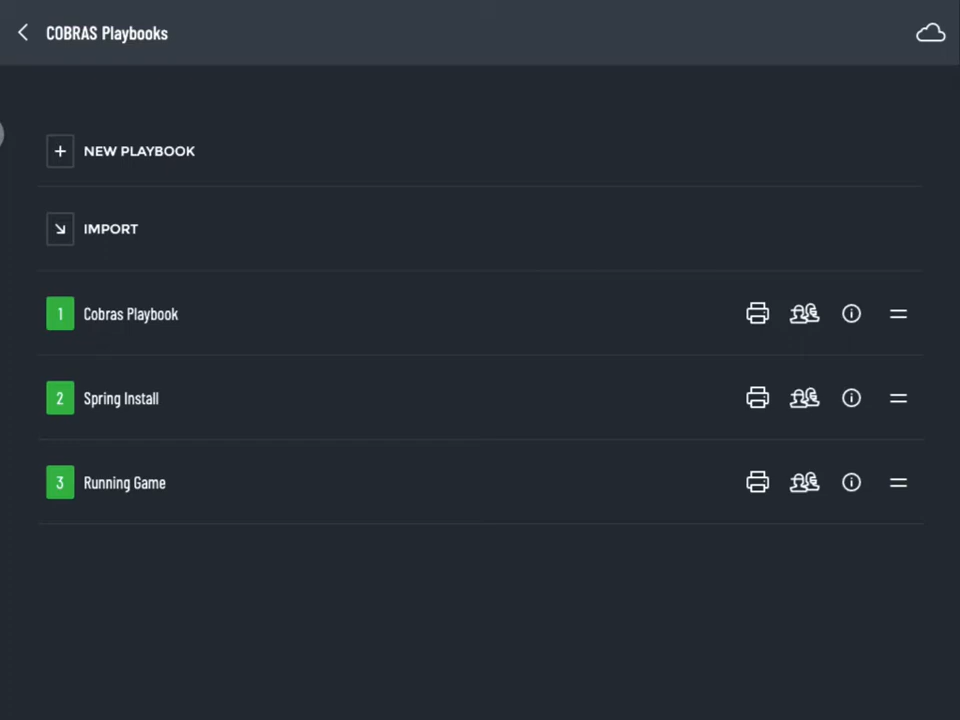 COBRAS Playbooks
NEW PLAYBOOK
IMPORT
1 Cobras Playbook
2 Spring Install
3 Running Game